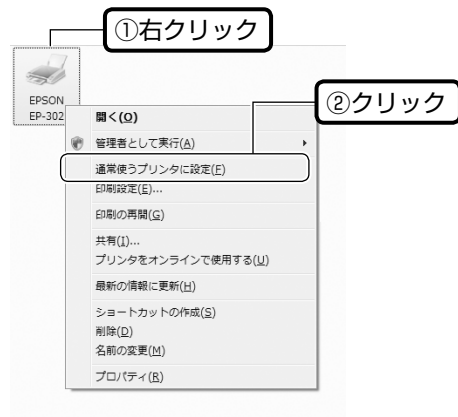 ①右クリック
EPSON
EP-302
②クリック
開く(O)
管理者として実行(A)
通常使うプリンタに設定(F)
印刷設定(E)...
印刷の再開(G)
共有(I)...
プリンタをオンラインで使用する(U)
最新の情報に更新(H)
ショートカットの作成(S)
削除(D)
名前の変更(M)
プロパティ(R)